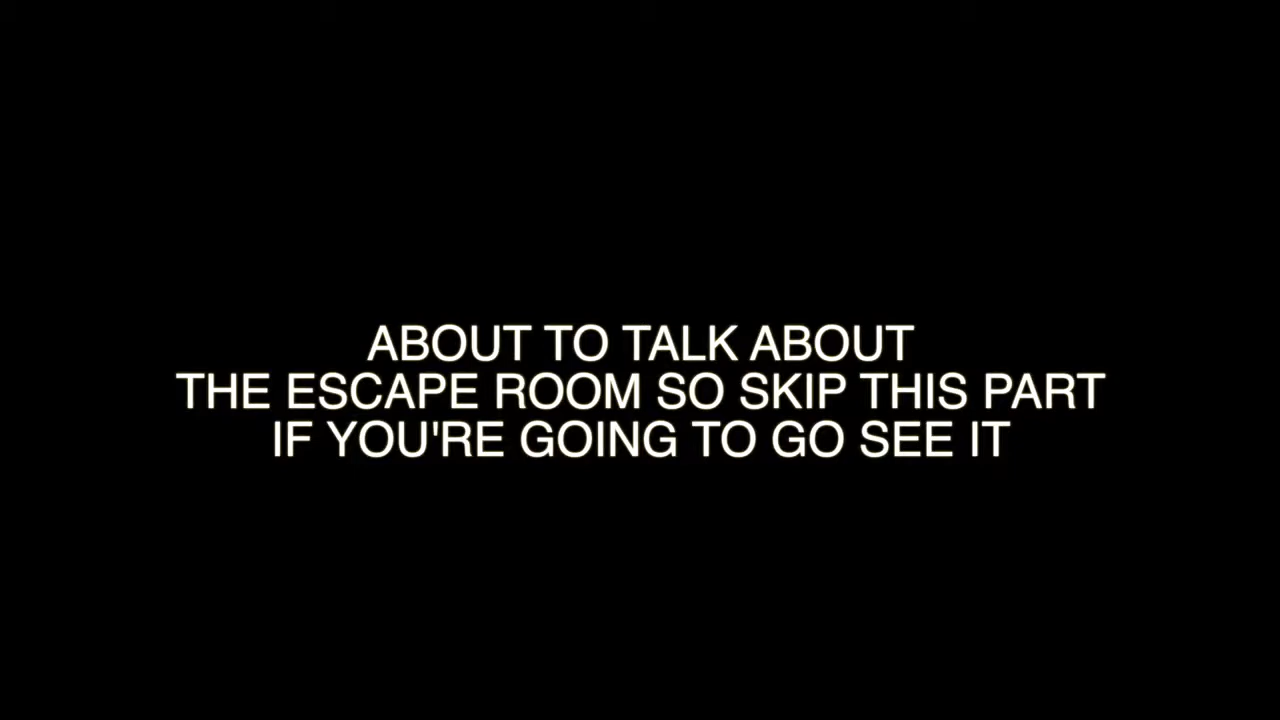 ABOUT TO TALK ABOUT
THE ESCAPE ROOM SO SKIP THIS PART
IF YOU'RE GOING TO GO SEE IT